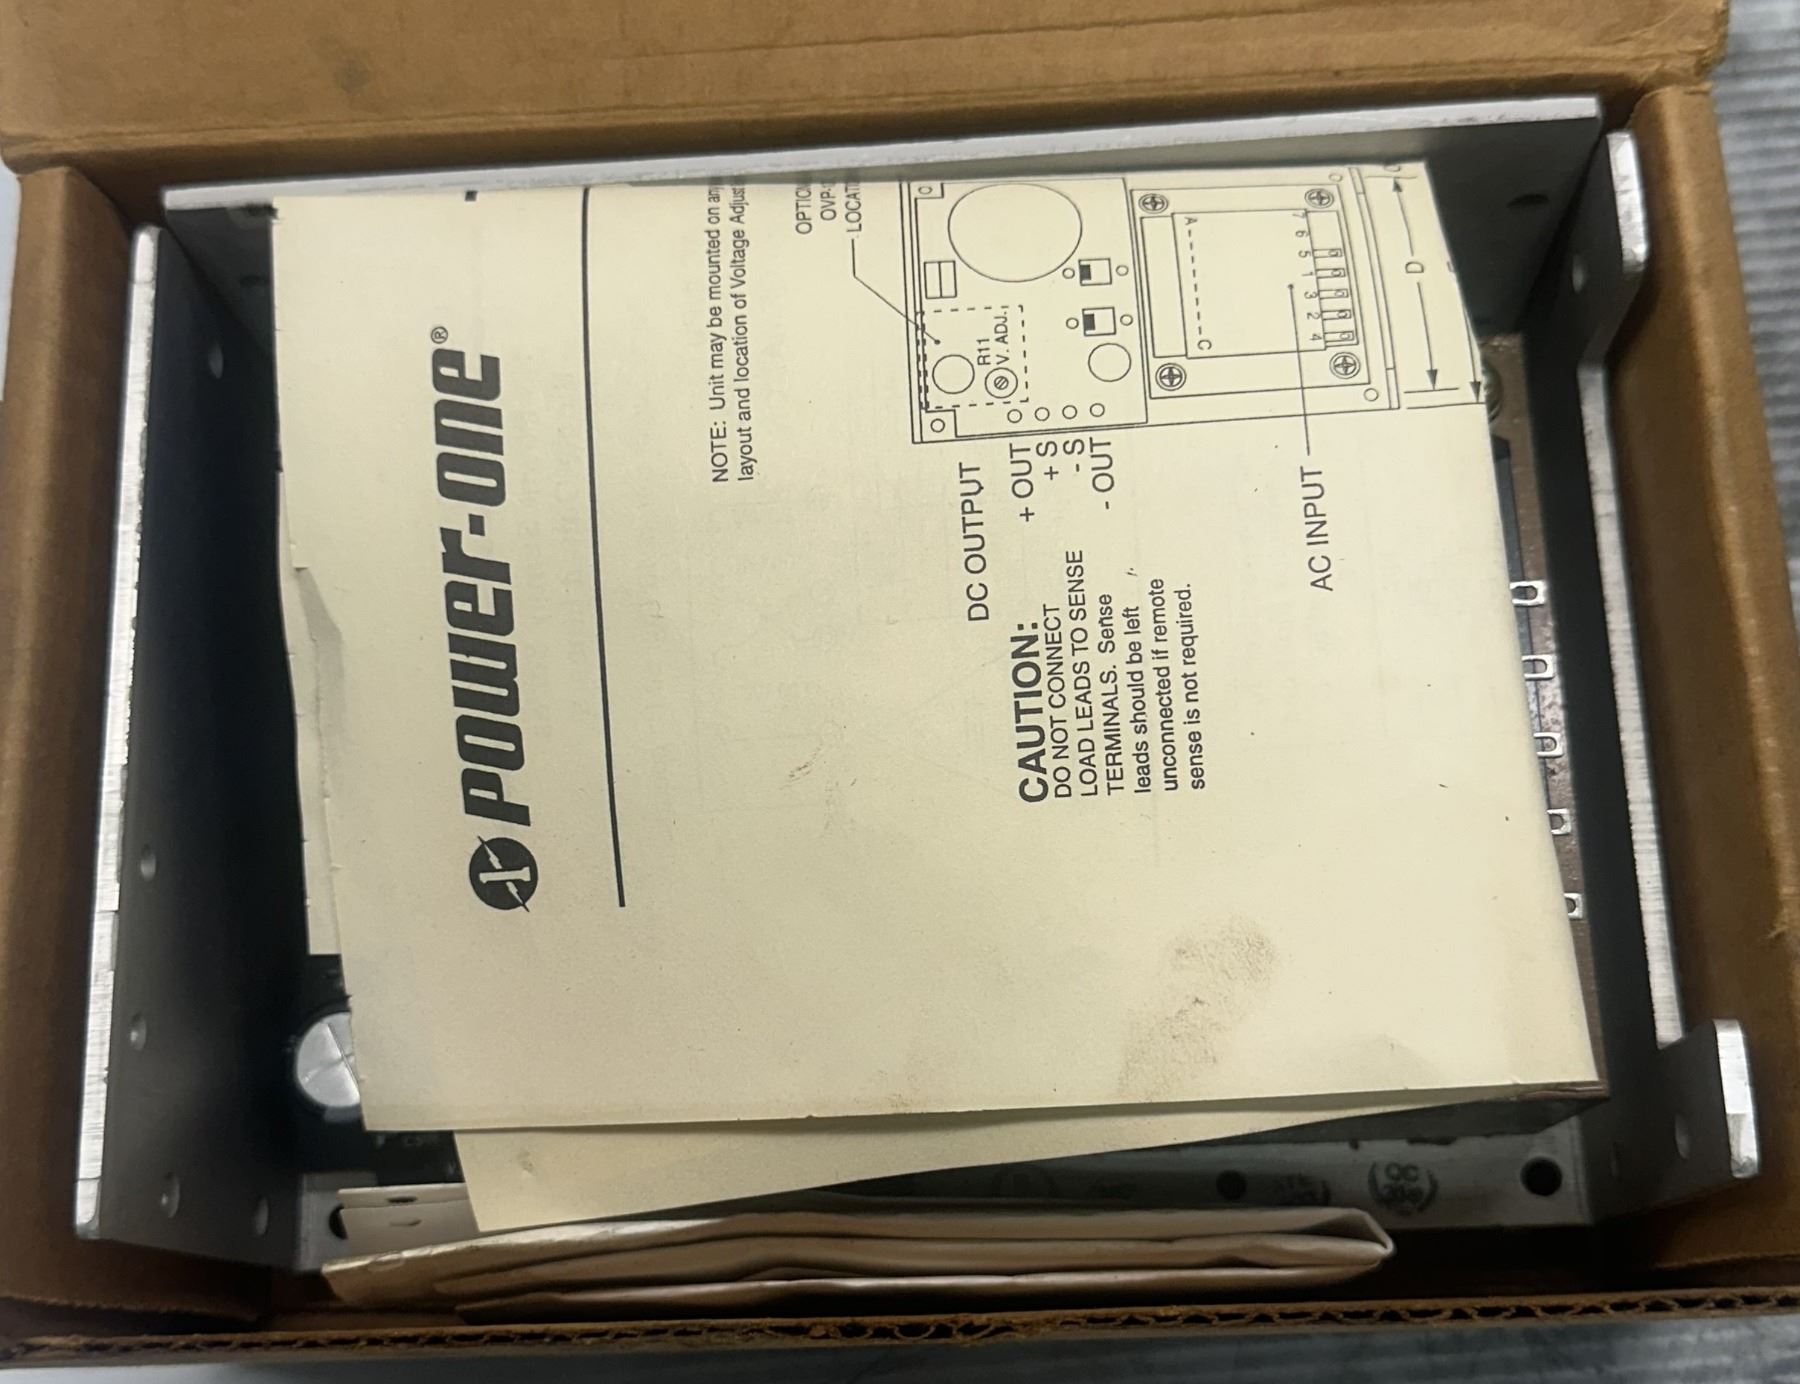 power-one®
NOTE: Unit may be mounted on any
layout and location of Voltage Adjust
OVP
DC OUTPUT
+ OUT
+ S
- S
- OUT
R11
V. ADJ.
CAUTION:
DO NOT CONNECT
LOAD LEADS TO SENSE
TERMINALS. Sense
leads should be left
unconnected if remote
sense is not required.
AC INPUT
A
C
7 6 5 1 3 2 4
D